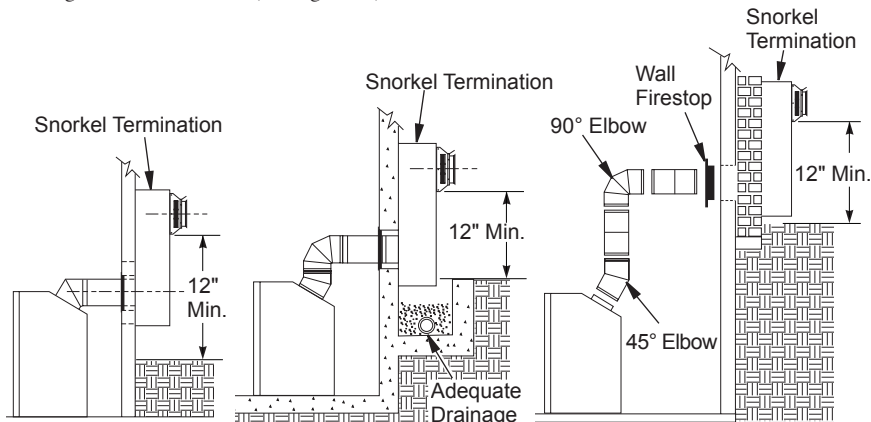 Snorkel Termination
12"
Min.
Snorkel Termination
12" Min.
Adequate
Drainage
Snorkel
Termination
Wall
Firestop
90° Elbow
12" Min.
45° Elbow